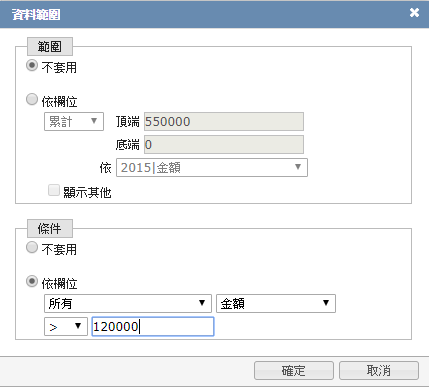 資料範圍
範圍
不套用
依欄位
累計 頂端 550000
底端 0
依 2015|金額
顯示其他
條件
不套用
依欄位
所有 金額
> 120000
確定 取消